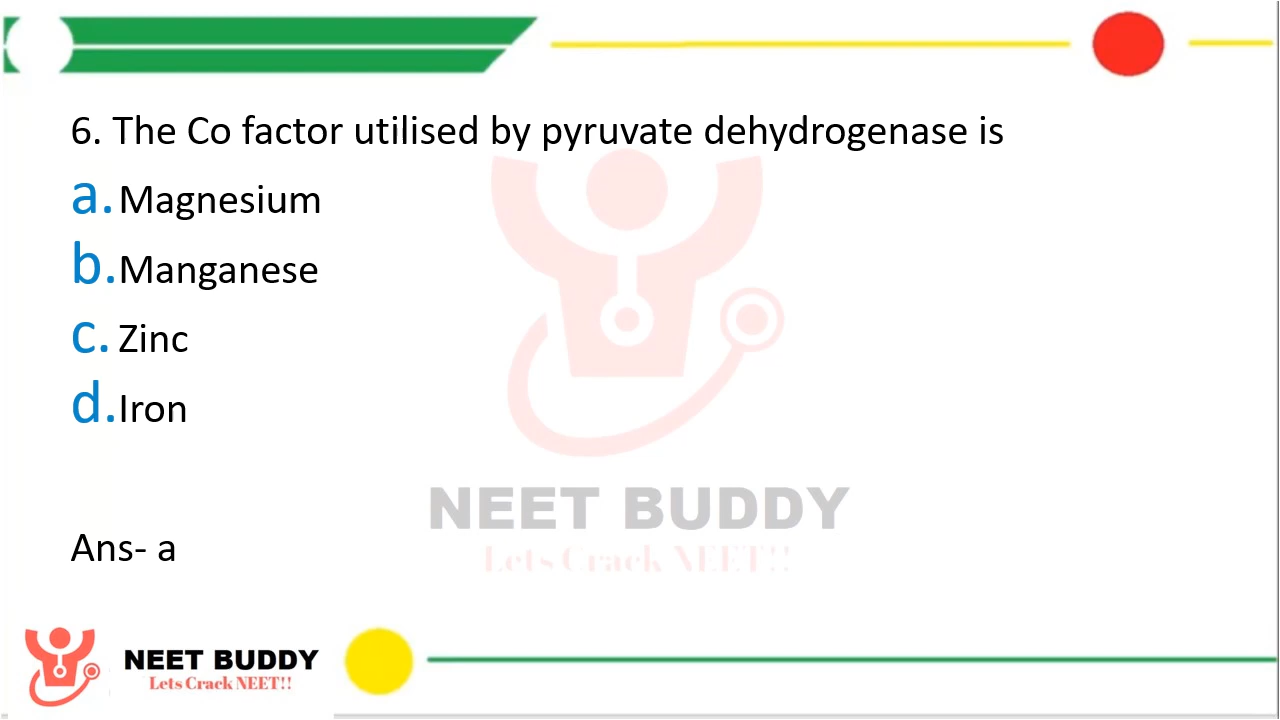 6. The Co factor utilised by pyruvate dehydrogenase is
a. Magnesium
b. Manganese
c. Zinc
d. Iron
NEET BUDDY
Lets Crack NEET!!
Ans- a
NEET BUDDY
Lets Crack NEET!!